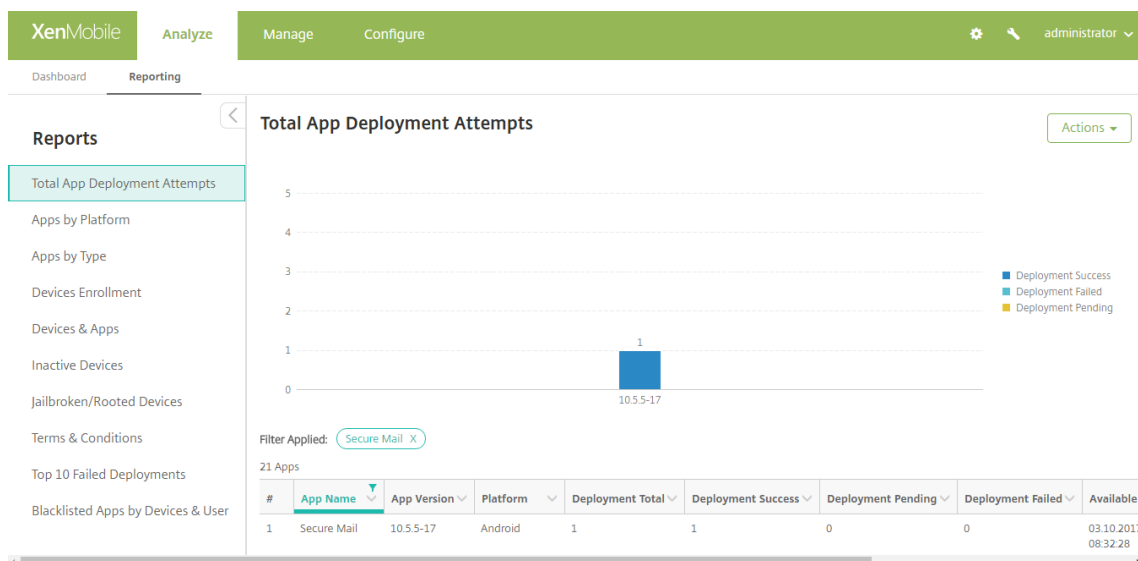 XenMobile Analyze Manage Configure administrator
Dashboard Reporting
Reports
Total App Deployment Attempts
Apps by Platform
Apps by Type
Devices Enrollment
Devices & Apps
Inactive Devices
Jailbroken/Rooted Devices
Terms & Conditions
Top 10 Failed Deployments
Blacklisted Apps by Devices & User
Total App Deployment Attempts
Actions
5
4
3
2
1
0
1
10.5.5-17
Deployment Success
Deployment Failed
Deployment Pending
Filter Applied: Secure Mail X
21 Apps
# App Name App Version Platform Deployment Total Deployment Success Deployment Pending Deployment Failed Available
1 Secure Mail 10.5.5-17 Android 1 1 0 0 03.10.2017
08:32:28